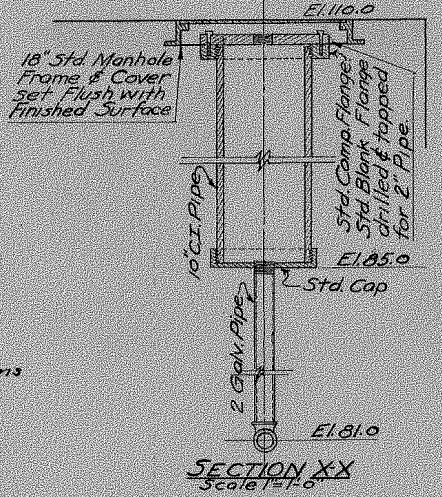 El.110.0
18" Std. Manhole
Frame & Cover
set Flush with
Finished Surface
Std. Comp. Flange
Std. Blank Flange
drilled & tapped
for 2" Pipe.
10" C.I. Pipe
El.85.0
Std. Cap
2 Galv. Pipe
El.81.0
SECTION X-X
Scale 1"=1'-0"